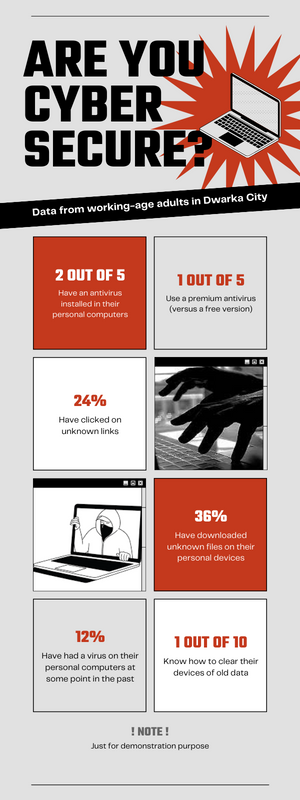 ARE YOU
CYBER
SECURE?
Data from working-age adults in Dwarka City
2 OUT OF 5
Have an antivirus
installed in their
personal computers
1 OUT OF 5
Use a premium antivirus
(versus a free version)
24%
Have clicked on
unknown links
36%
Have downloaded
unknown files on their
personal devices
12%
Have had a virus on their
personal computers at
some point in the past
1 OUT OF 10
Know how to clear their
devices of old data
! NOTE !
Just for demonstration purpose